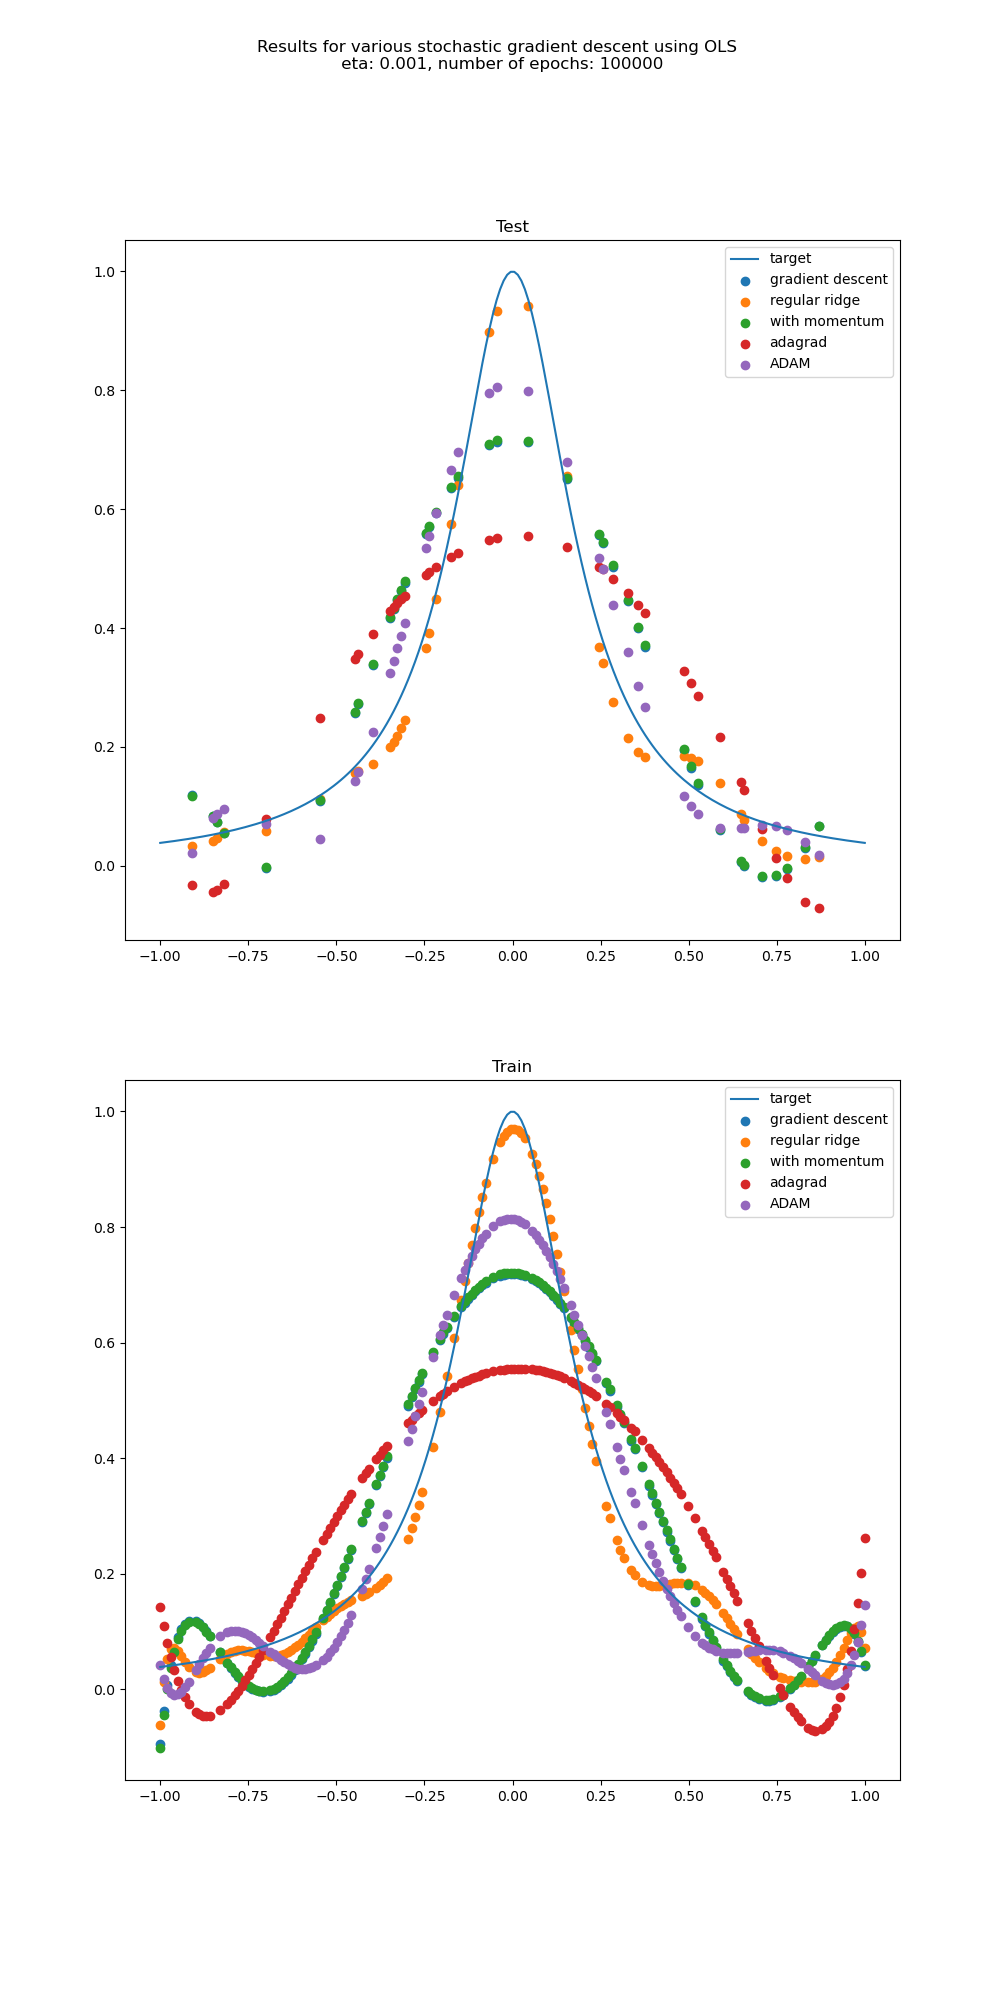 Results for various stochastic gradient descent using OLS
eta: 0.001, number of epochs: 100000
Test
target
gradient descent
regular ridge
with momentum
adagrad
ADAM
1.0
0.8
0.6
0.4
0.2
0.0
−1.00 −0.75 −0.50 −0.25 0.00 0.25 0.50 0.75 1.00
Train
target
gradient descent
regular ridge
with momentum
adagrad
ADAM
1.0
0.8
0.6
0.4
0.2
0.0
−1.00 −0.75 −0.50 −0.25 0.00 0.25 0.50 0.75 1.00